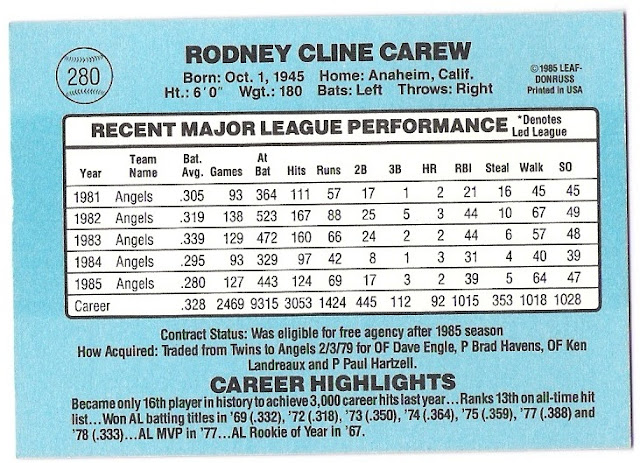 280
RODNEY CLINE CAREW
Born: Oct. 1, 1945 Home: Anaheim, Calif.
Ht.: 6'0" Wgt.: 180 Bats: Left Throws: Right
©1985 LEAF-
DONRUSS
Printed in USA
RECENT MAJOR LEAGUE PERFORMANCE *Denotes Led League
Year Team Name Bat. Avg. Games At Bat Hits Runs 2B 3B HR RBI Steal Walk SO
1981 Angels .305 93 364 111 57 17 1 2 21 16 45 45
1982 Angels .319 138 523 167 88 25 5 3 44 10 67 49
1983 Angels .339 129 472 160 66 24 2 2 44 6 57 48
1984 Angels .295 93 329 97 42 8 1 3 31 4 40 39
1985 Angels .280 127 443 124 69 17 3 2 39 5 64 47
Career .328 2469 9315 3053 1424 445 112 92 1015 353 1018 1028
Contract Status: Was eligible for free agency after 1985 season
How Acquired: Traded from Twins to Angels 2/3/79 for OF Dave Engle, P Brad Havens, OF Ken
Landreaux and P Paul Hartzell.
CAREER HIGHLIGHTS
Became only 16th player in history to achieve 3,000 career hits last year...Ranks 13th on all-time hit
list...Won AL batting titles in '69 (.332), '72 (.318), '73 (.350), '74 (.364), '75 (.359), '77 (.388) and
'78 (.333)...AL MVP in '77...AL Rookie of Year in '67.